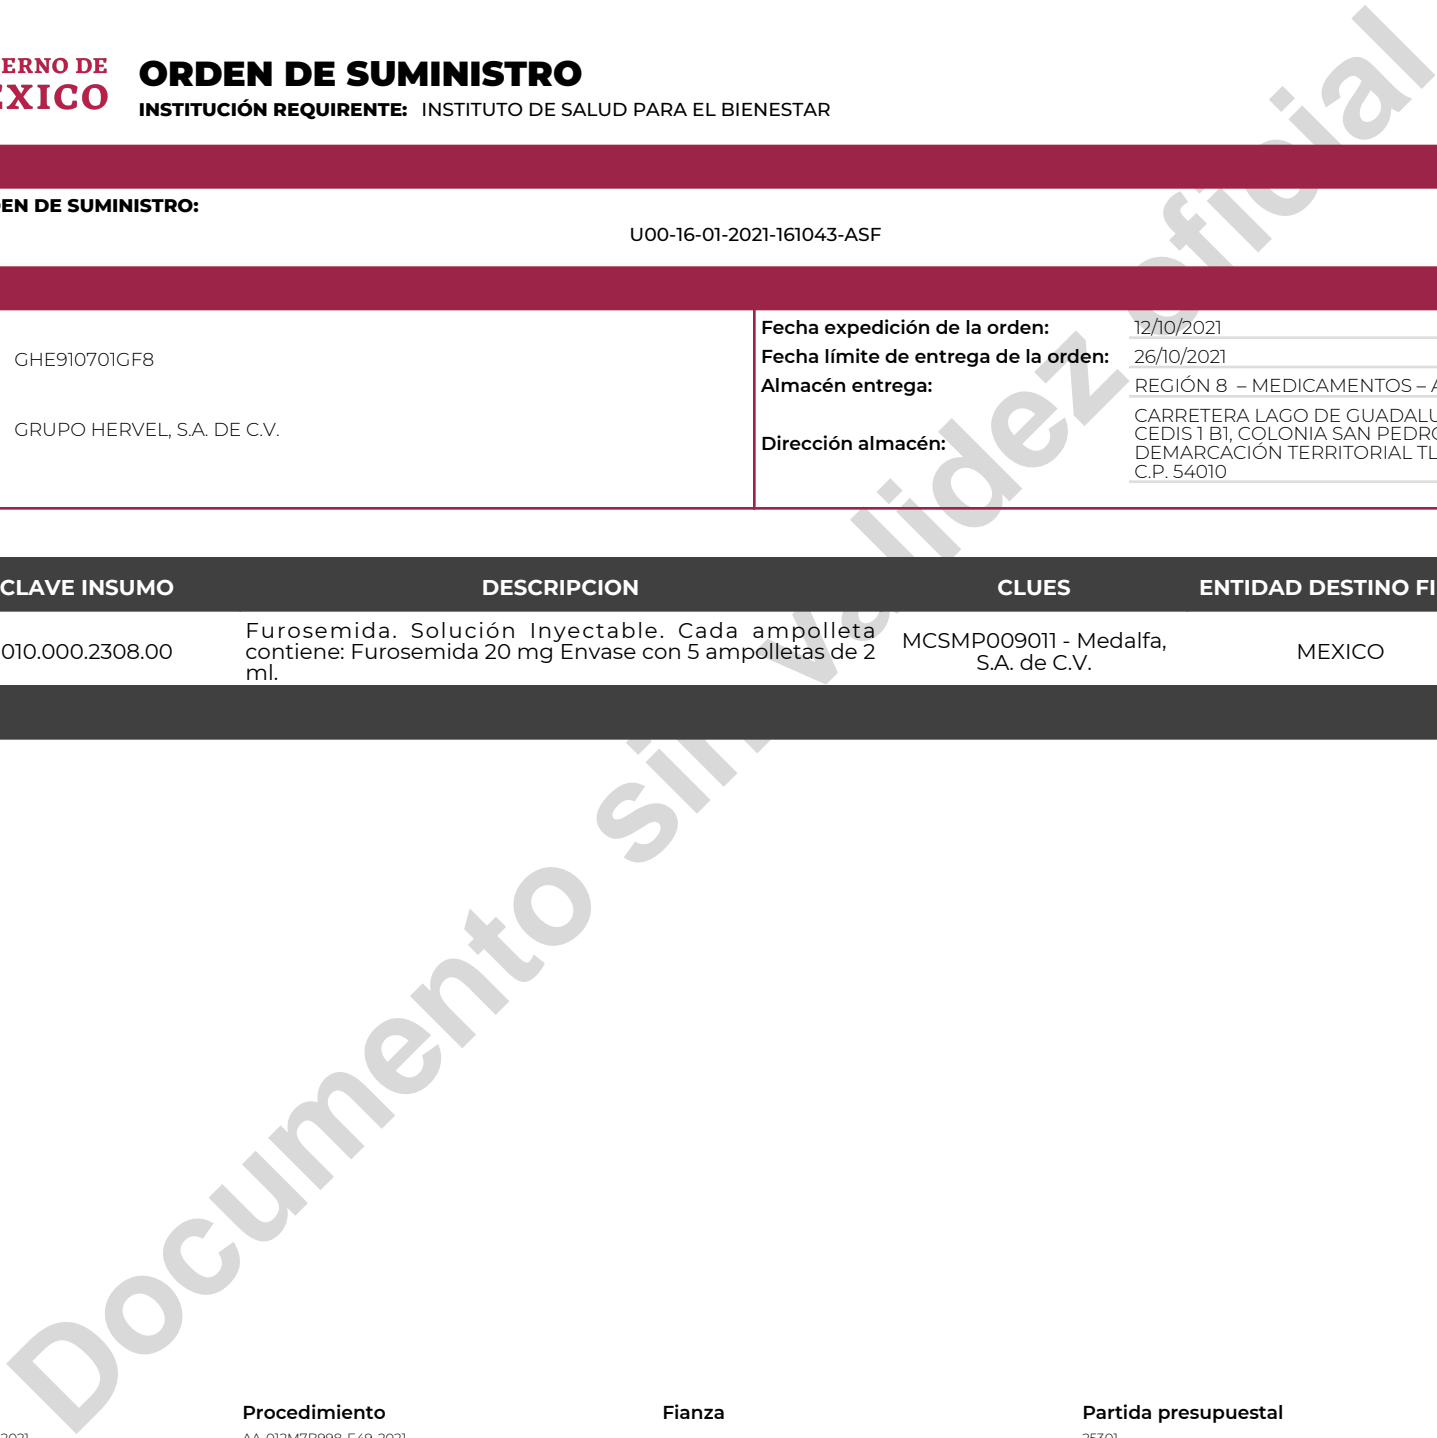 ERNO DE
EXICO
ORDEN DE SUMINISTRO
INSTITUCIÓN REQUIRENTE: INSTITUTO DE SALUD PARA EL BIENESTAR
EN DE SUMINISTRO:
U00-16-01-2021-161043-ASF
GHE910701GF8
GRUPO HERVEL, S.A. DE C.V.
Fecha expedición de la orden: 12/10/2021
Fecha límite de entrega de la orden: 26/10/2021
Almacén entrega: REGIÓN 8 – MEDICAMENTOS – A
Dirección almacén:
CARRETERA LAGO DE GUADALU
CEDIS 1 B1, COLONIA SAN PEDRO
DEMARCACIÓN TERRITORIAL TL
C.P. 54010
CLAVE INSUMO DESCRIPCION CLUES ENTIDAD DESTINO FI
010.000.2308.00
Furosemida. Solución Inyectable. Cada ampolleta
contiene: Furosemida 20 mg Envase con 5 ampolletas de 2
ml.
MCSMP009011 - Medalfa,
S.A. de C.V.
MEXICO
Documento sin validez oficial
Procedimiento Fianza Partida presupuestal